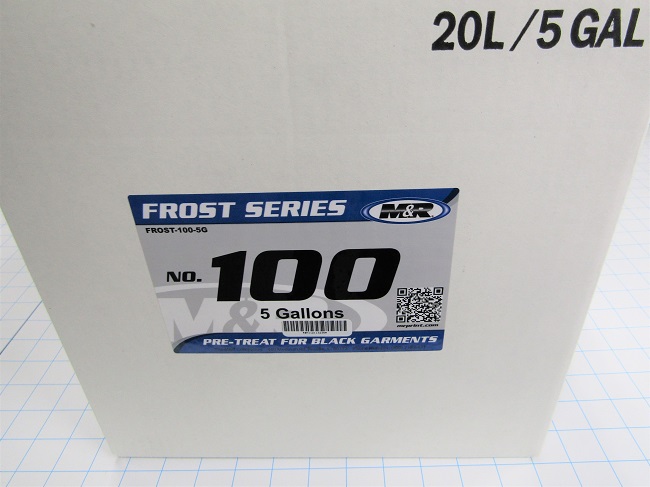 20L/5 GAL
FROST SERIES
M&R
FROST-100-5G
NO. 100
5 Gallons
mrprint.com
PRE-TREAT FOR BLACK GARMENTS